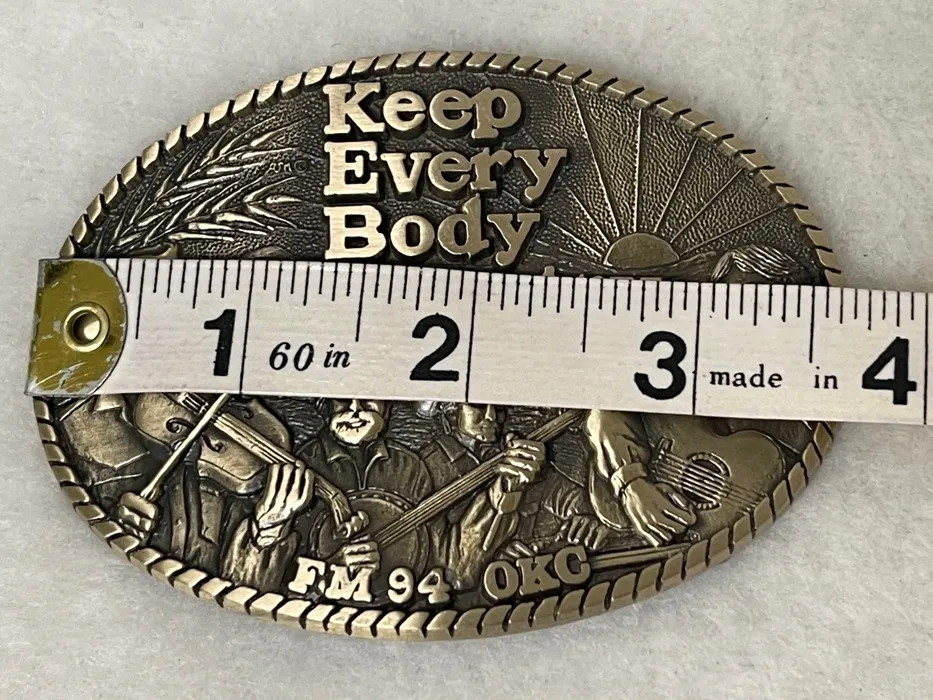 Keep
Every
Body
1 60 in 2 3 made in 4
FM 94 OKC